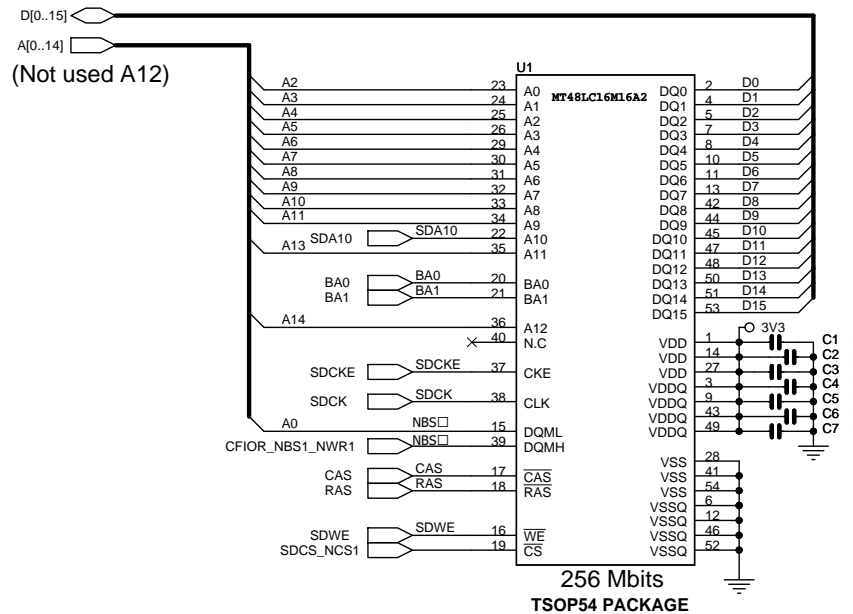 D[0..15]
A[0..14]
(Not used A12)
U1
MT48LC16M16A2
A2 23 A0 DQ0 2 D0
A3 24 A1 DQ1 4 D1
A4 25 A2 DQ2 5 D2
A5 26 A3 DQ3 7 D3
A6 29 A4 DQ4 8 D4
A7 30 A5 DQ5 10 D5
A8 31 A6 DQ6 11 D6
A9 32 A7 DQ7 13 D7
A10 33 A8 DQ8 42 D8
A11 34 A9 DQ9 44 D9
SDA10 SDA10 22 A10 DQ10 45 D10
A13 35 A11 DQ11 47 D11
DQ12 48 D12
BA0 BA0 20 BA0 DQ13 50 D13
BA1 BA1 21 BA1 DQ14 51 D14
DQ15 53 D15
A14 36 A12
3V3
40 N.C VDD 1 C1
VDD 14 C2
SDCKE SDCKE 37 CKE VDD 27 C3
VDDQ 3 C4
SDCK SDCK 38 CLK VDDQ 9 C5
VDDQ 43 C6
A0 NBS□ 15 DQML VDDQ 49 C7
CFIOR_NBS1_NWR1 NBS□ 39 DQMH
VSS 28
CAS CAS 17 CAS VSS 41
RAS RAS 18 RAS VSS 54
VSSQ 6
VSSQ 12
SDWE SDWE 16 WE VSSQ 46
SDCS_NCS1 19 CS VSSQ 52
256 Mbits
TSOP54 PACKAGE